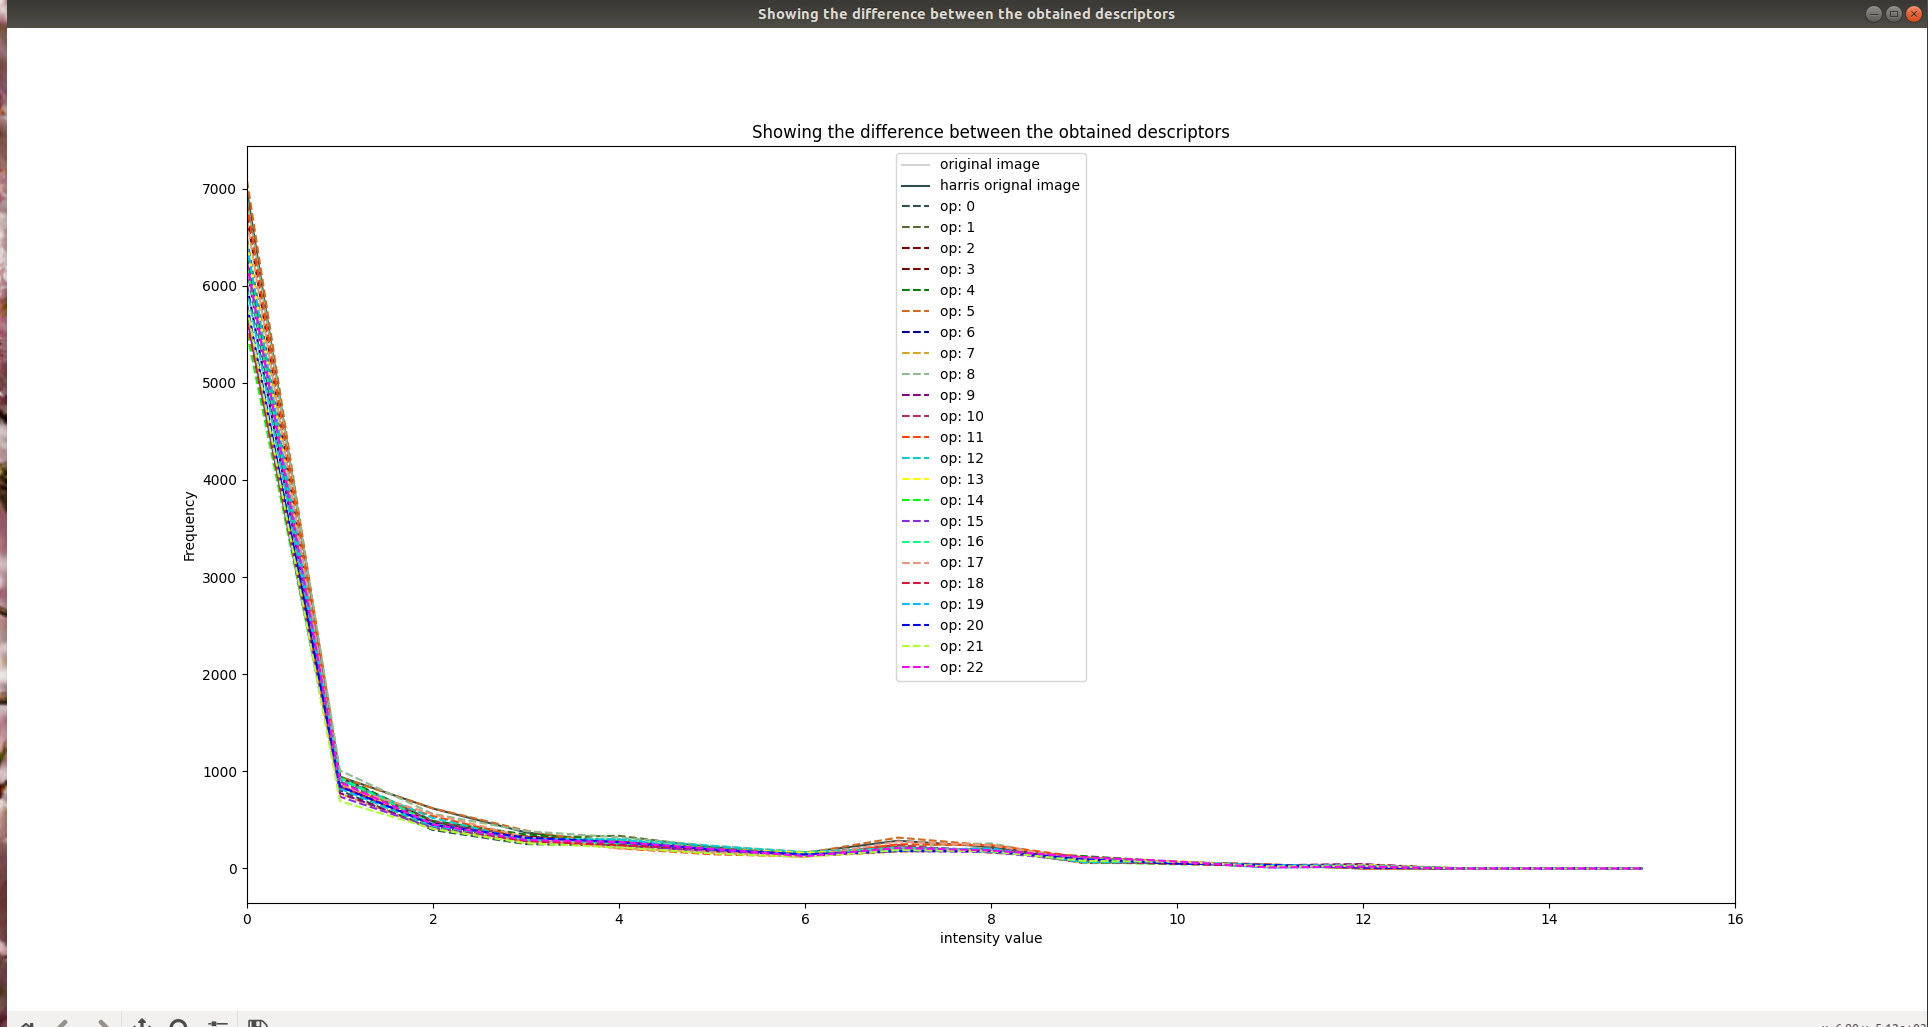 Showing the difference between the obtained descriptors
Showing the difference between the obtained descriptors
original image
harris orignal image
op: 0
op: 1
op: 2
op: 3
op: 4
op: 5
op: 6
op: 7
op: 8
op: 9
op: 10
op: 11
op: 12
op: 13
op: 14
op: 15
op: 16
op: 17
op: 18
op: 19
op: 20
op: 21
op: 22
7000
6000
5000
4000
3000
2000
1000
0
Frequency
0 2 4 6 8 10 12 14 16
intensity value